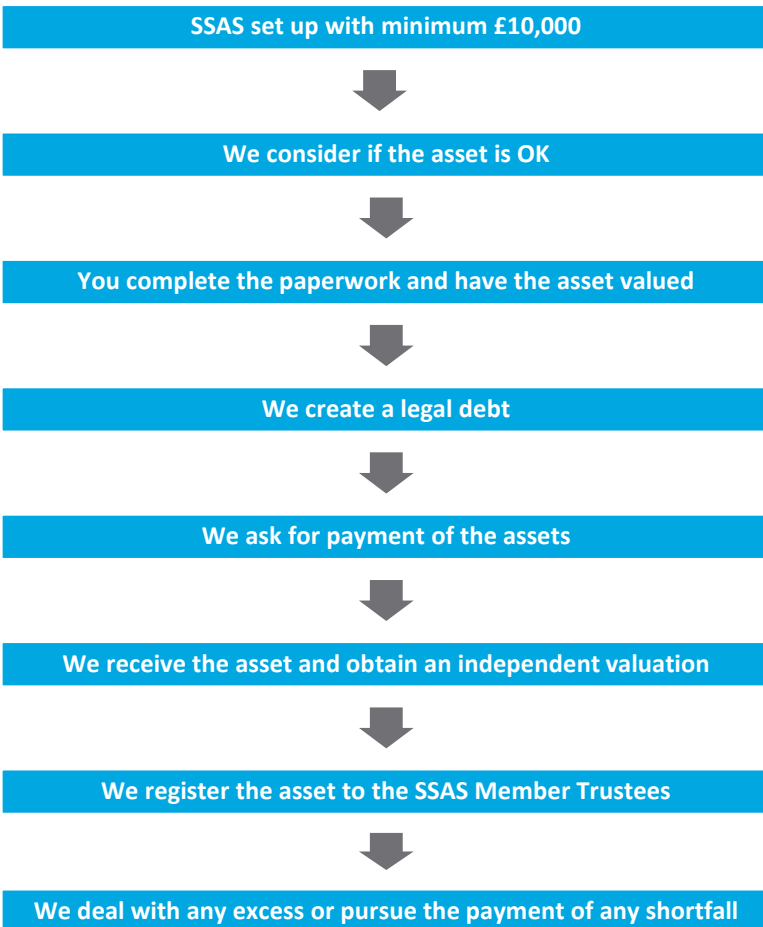 SSAS set up with minimum £10,000
We consider if the asset is OK
You complete the paperwork and have the asset valued
We create a legal debt
We ask for payment of the assets
We receive the asset and obtain an independent valuation
We register the asset to the SSAS Member Trustees
We deal with any excess or pursue the payment of any shortfall